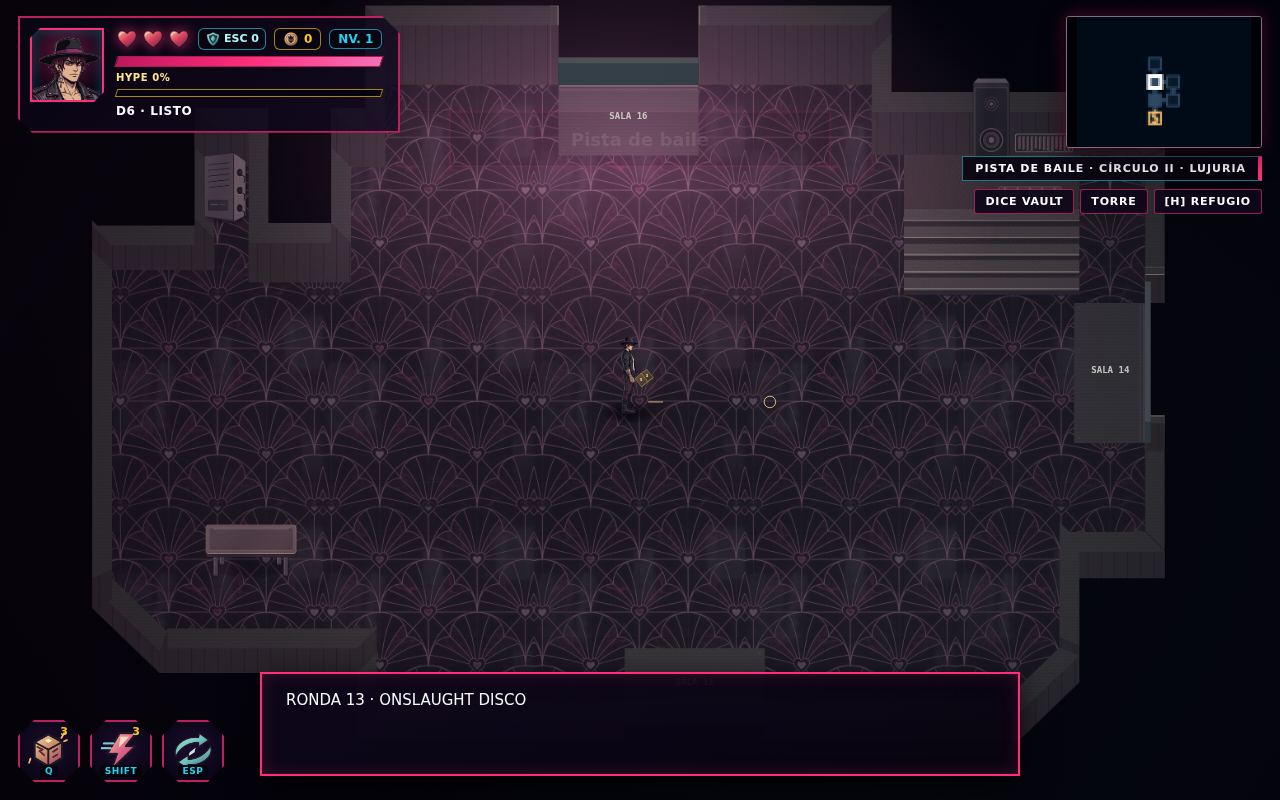 ESC 0
0
NV. 1
HYPE 0%
D6 · LISTO
SALA 16
Pista de baile
PISTA DE BAILE · CÍRCULO II · LUJURIA
DICE VAULT
TORRE
[H] REFUGIO
SALA 14
RONDA 13 · ONSLAUGHT DISCO
3
Q
3
SHIFT
ESP